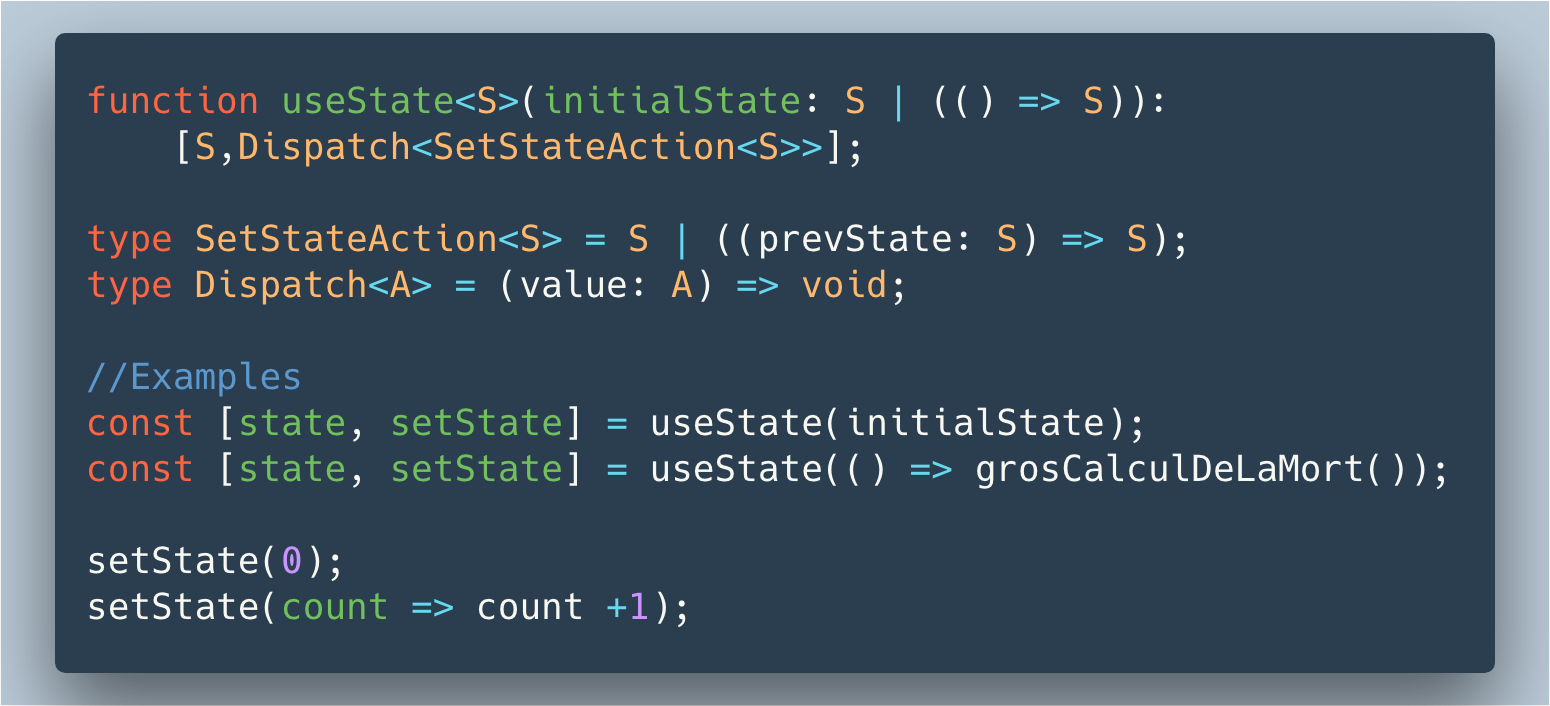 function useState<S>(initialState: S | (() => S)):
    [S,Dispatch<SetStateAction<S>>];
type SetStateAction<S> = S | ((prevState: S) => S);
type Dispatch<A> = (value: A) => void;
//Examples
const [state, setState] = useState(initialState);
const [state, setState] = useState(() => grosCalculDeLaMort());
setState(0);
setState(count => count +1);